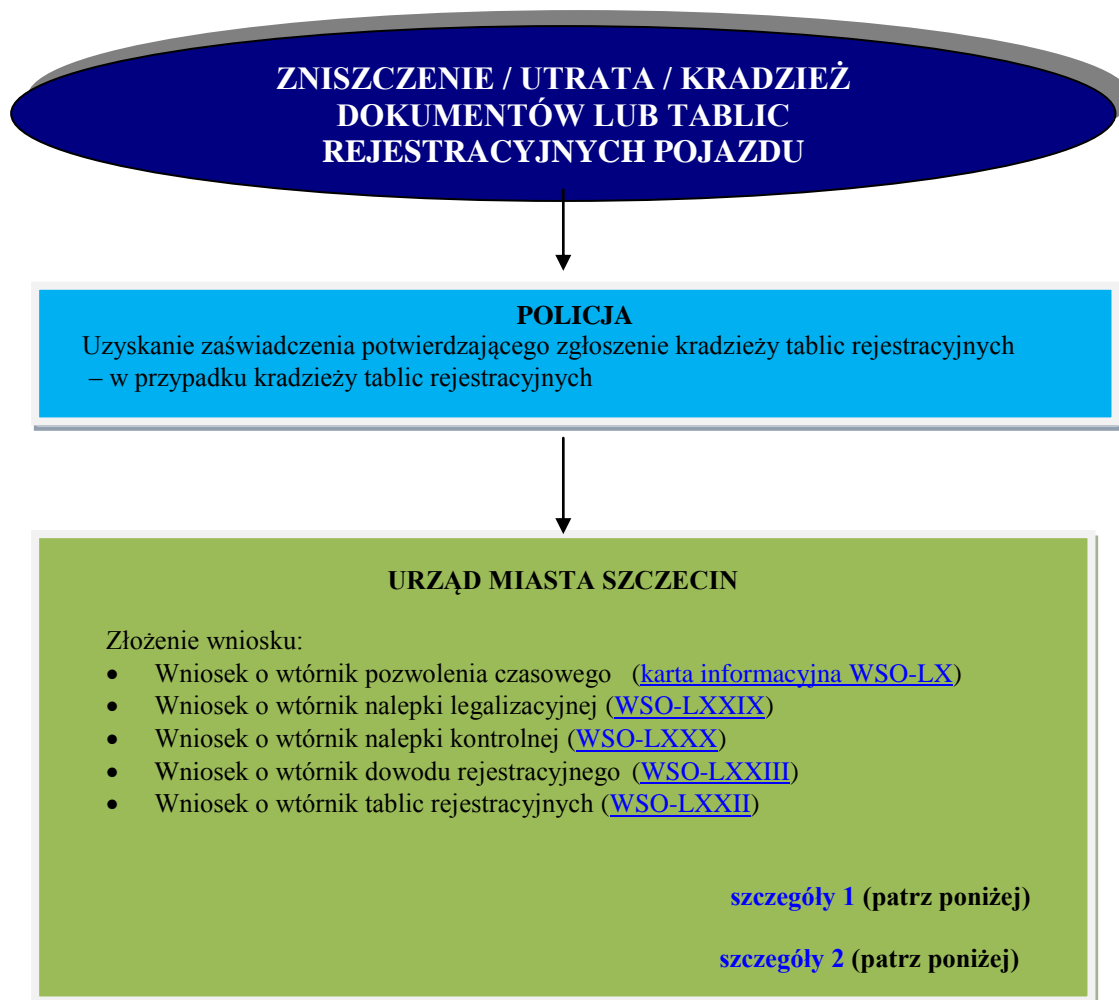 ZNISZCZENIE / UTRATA / KRADZIEŻ
DOKUMENTÓW LUB TABLIC
REJESTRACYJNYCH POJAZDU
POLICJA
Uzyskanie zaświadczenia potwierdzającego zgłoszenie kradzieży tablic rejestracyjnych
– w przypadku kradzieży tablic rejestracyjnych
URZĄD MIASTA SZCZECIN
Złożenie wniosku:
• Wniosek o wtórnik pozwolenia czasowego (karta informacyjna WSO-LX)
• Wniosek o wtórnik nalepki legalizacyjnej (WSO-LXXIX)
• Wniosek o wtórnik nalepki kontrolnej (WSO-LXXX)
• Wniosek o wtórnik dowodu rejestracyjnego (WSO-LXXIII)
• Wniosek o wtórnik tablic rejestracyjnych (WSO-LXXII)
szczegóły 1 (patrz poniżej)
szczegóły 2 (patrz poniżej)